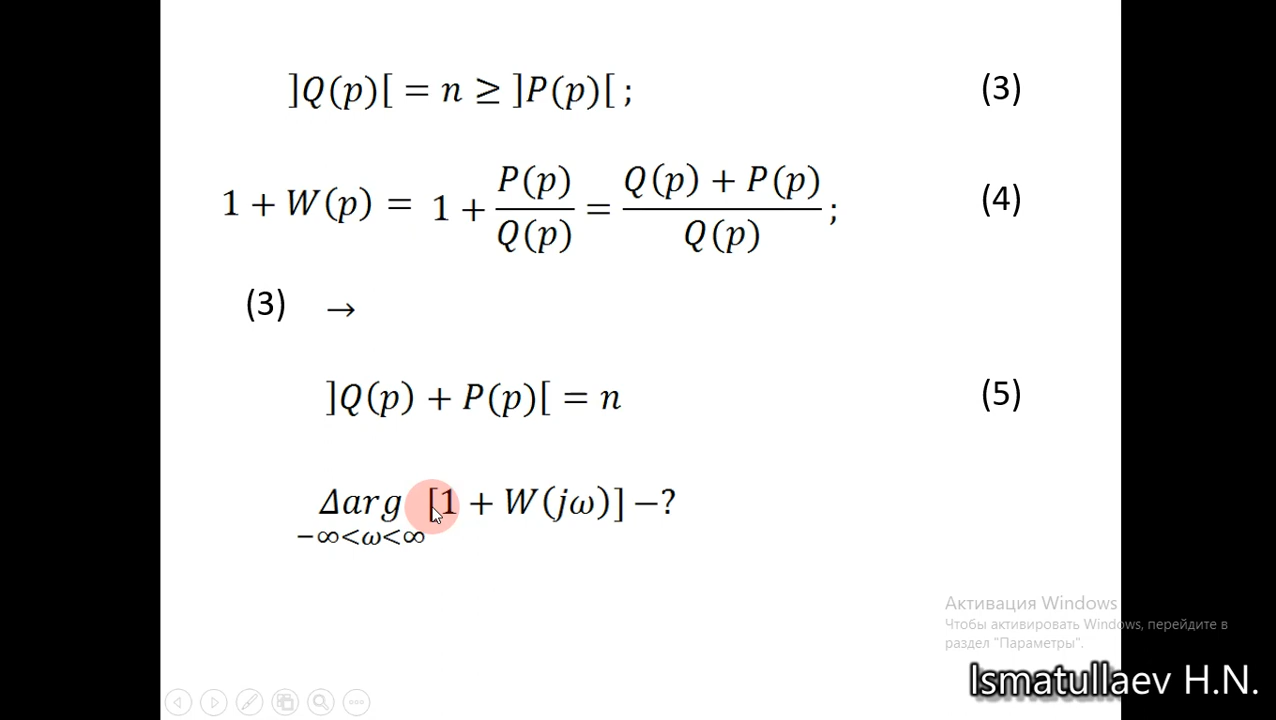 ]Q(p)[ = n ≥ ]P(p)[ ; (3)
1 + W(p) = 1 + P(p)/Q(p) = (Q(p) + P(p))/Q(p) ; (4)
(3) →
]Q(p) + P(p)[ = n (5)
Δarg [1 + W(jω)] −?
−∞<ω<∞
Активация Windows
Чтобы активировать Windows, перейдите в
раздел "Параметры".
Ismatullaev H.N.